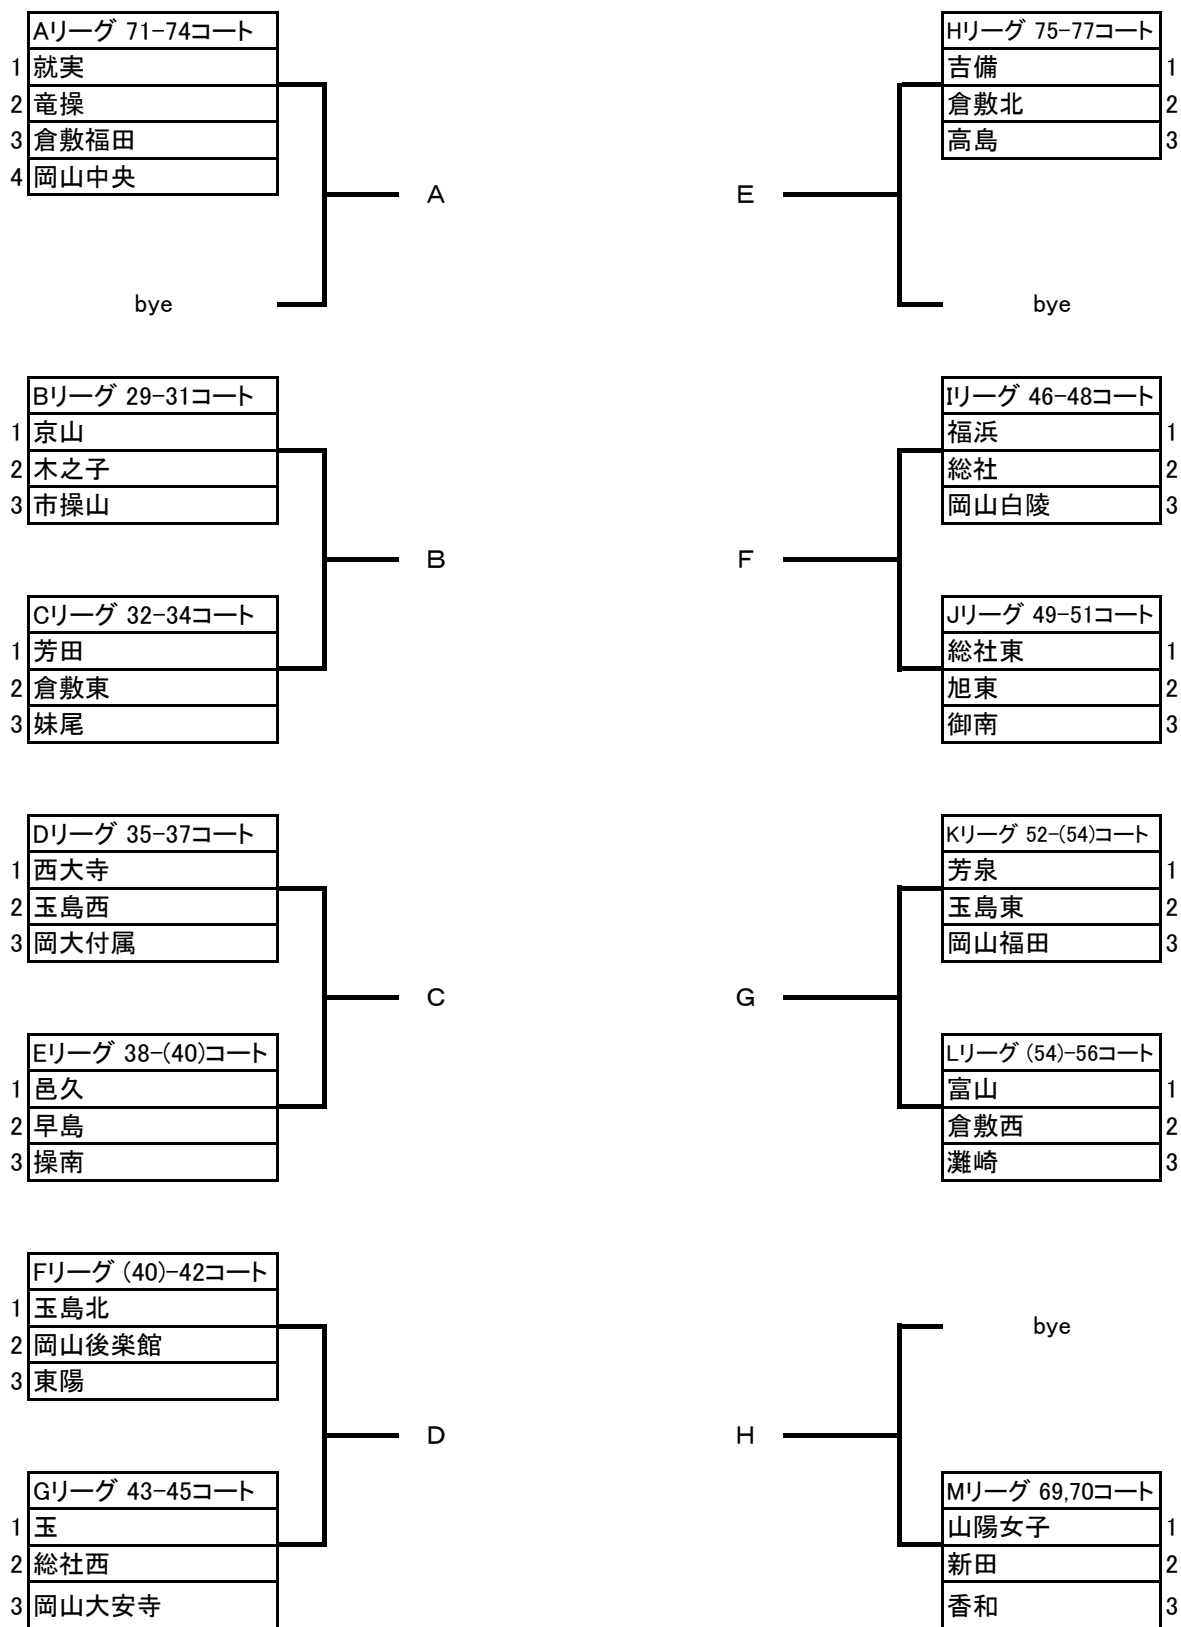 Aリーグ 71-74コート
1 就実
2 竜操
3 倉敷福田
4 岡山中央
A
bye
Bリーグ 29-31コート
1 京山
2 木之子
3 市操山
B
Cリーグ 32-34コート
1 芳田
2 倉敷東
3 妹尾
Dリーグ 35-37コート
1 西大寺
2 玉島西
3 岡大付属
C
Eリーグ 38-(40)コート
1 邑久
2 早島
3 操南
Fリーグ (40)-42コート
1 玉島北
2 岡山後楽館
3 東陽
D
Gリーグ 43-45コート
1 玉
2 総社西
3 岡山大安寺
Hリーグ 75-77コート
吉備 1
倉敷北 2
高島 3
E
bye
Iリーグ 46-48コート
福浜 1
総社 2
岡山白陵 3
F
Jリーグ 49-51コート
総社東 1
旭東 2
御南 3
Kリーグ 52-(54)コート
芳泉 1
玉島東 2
岡山福田 3
G
Lリーグ (54)-56コート
富山 1
倉敷西 2
灘崎 3
bye
H
Mリーグ 69,70コート
山陽女子 1
新田 2
香和 3